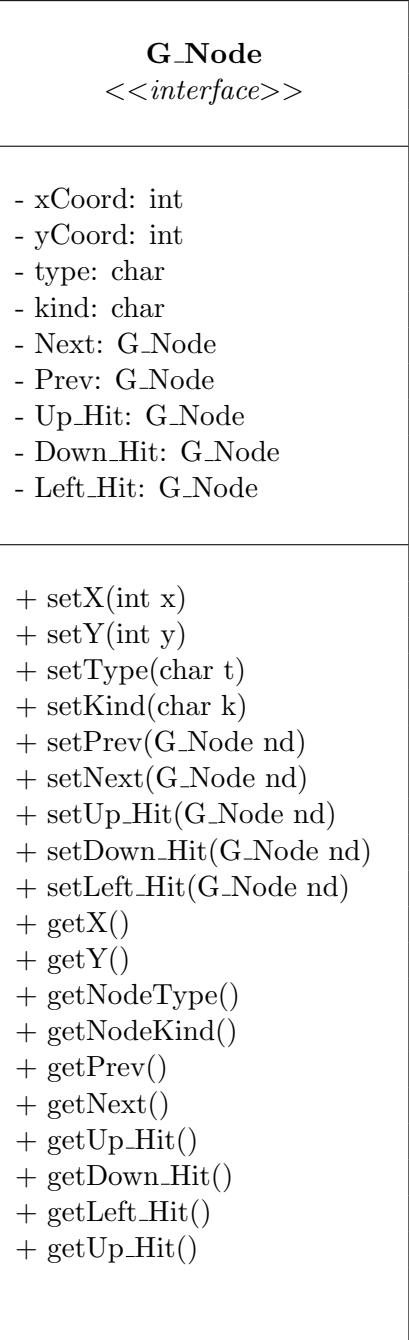 G_Node
<<interface>>
- xCoord: int
- yCoord: int
- type: char
- kind: char
- Next: G_Node
- Prev: G_Node
- Up_Hit: G_Node
- Down_Hit: G_Node
- Left_Hit: G_Node
+ setX(int x)
+ setY(int y)
+ setType(char t)
+ setKind(char k)
+ setPrev(G_Node nd)
+ setNext(G_Node nd)
+ setUp_Hit(G_Node nd)
+ setDown_Hit(G_Node nd)
+ setLeft_Hit(G_Node nd)
+ getX()
+ getY()
+ getNodeType()
+ getNodeKind()
+ getPrev()
+ getNext()
+ getUp_Hit()
+ getDown_Hit()
+ getLeft_Hit()
+ getUp_Hit()